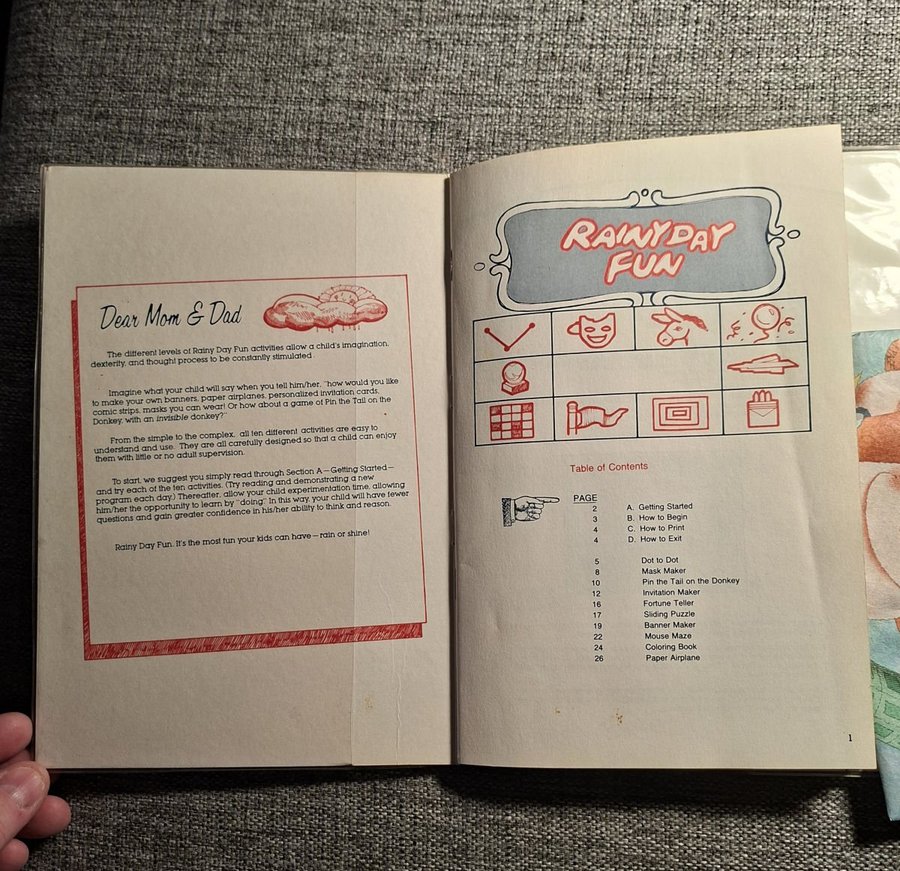 Dear Mom & Dad
The different levels of Rainy Day Fun activities allow a child's imagination,
dexterity, and thought process to be constantly stimulated.
Imagine what your child will say when you tell him/her, "how would you like
to make your own banners, paper airplanes, personalized invitation cards,
comic strips, masks you can wear! Or how about a game of Pin the Tail on the
Donkey, with an invisible donkey?"
From the simple to the complex, all ten different activities are easy to
understand and use. They are all carefully designed so that a child can enjoy
them with little or no adult supervision.
To start, we suggest you simply read through Section A—Getting Started—
and try each of the ten activities. (Try reading and demonstrating a new
program each day.) Thereafter, allow your child experimentation time, allowing
him/her the opportunity to learn by "doing." In this way, your child will have fewer
questions and gain greater confidence in his/her ability to think and reason.
Rainy Day Fun. It's the most fun your kids can have—rain or shine!
RAINY DAY
FUN
Table of Contents
PAGE
2 A. Getting Started
3 B. How to Begin
4 C. How to Print
4 D. How to Exit
5 Dot to Dot
8 Mask Maker
10 Pin the Tail on the Donkey
12 Invitation Maker
16 Fortune Teller
17 Sliding Puzzle
19 Banner Maker
22 Mouse Maze
24 Coloring Book
26 Paper Airplane
1